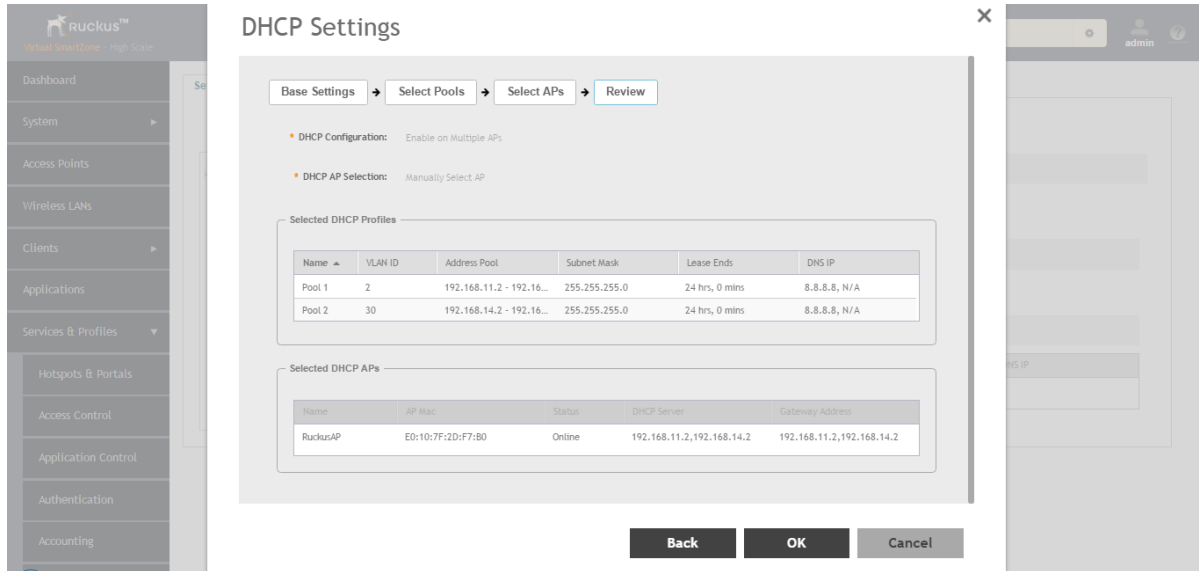 Ruckus™
Virtual SmartZone - High Scale
admin
Dashboard
System
Access Points
Wireless LANs
Clients
Applications
Services & Profiles
Hotspots & Portals
Access Control
Application Control
Authentication
Accounting
Se
DHCP Settings
Base Settings → Select Pools → Select APs → Review
* DHCP Configuration: Enable on Multiple APs
* DHCP AP Selection: Manually Select AP
Selected DHCP Profiles
Name VLAN ID Address Pool Subnet Mask Lease Ends DNS IP
Pool 1 2 192.168.11.2 - 192.16... 255.255.255.0 24 hrs, 0 mins 8.8.8.8, N/A
Pool 2 30 192.168.14.2 - 192.16... 255.255.255.0 24 hrs, 0 mins 8.8.8.8, N/A
Selected DHCP APs
Name AP Mac Status DHCP Server Gateway Address
RuckusAP E0:10:7F:2D:F7:B0 Online 192.168.11.2,192.168.14.2 192.168.11.2,192.168.14.2
NS IP
Back OK Cancel